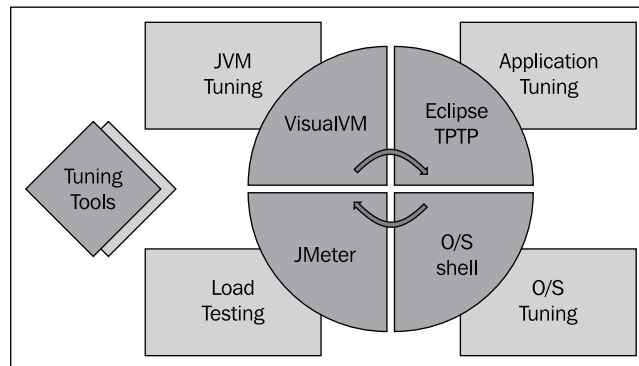 JVM
Tuning
Application
Tuning
VisualVM
Eclipse
TPTP
Tuning
Tools
JMeter
O/S
shell
Load
Testing
O/S
Tuning